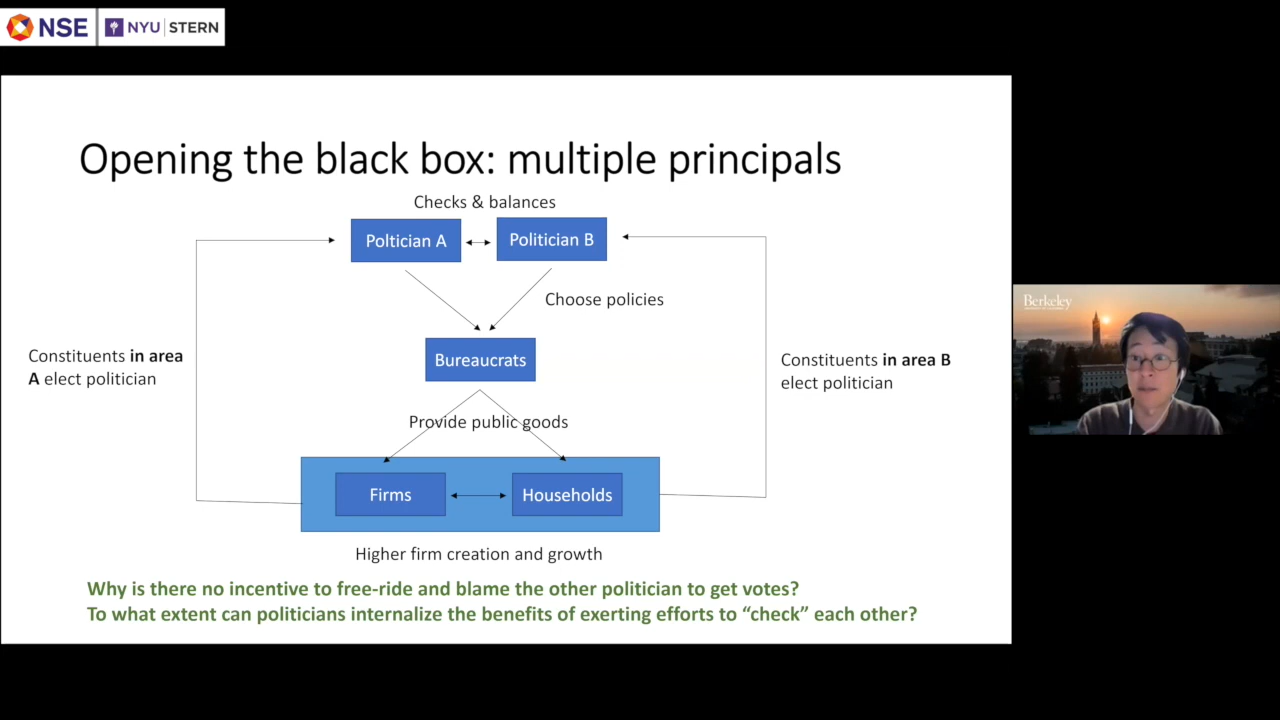 NSE NYU STERN
Opening the black box: multiple principals
Checks & balances
Poltician A
Politician B
Choose policies
Constituents in area
A elect politician
Bureaucrats
Constituents in area B
elect politician
Provide public goods
Firms
Households
Higher firm creation and growth
Why is there no incentive to free-ride and blame the other politician to get votes?
To what extent can politicians internalize the benefits of exerting efforts to “check” each other?
Berkeley